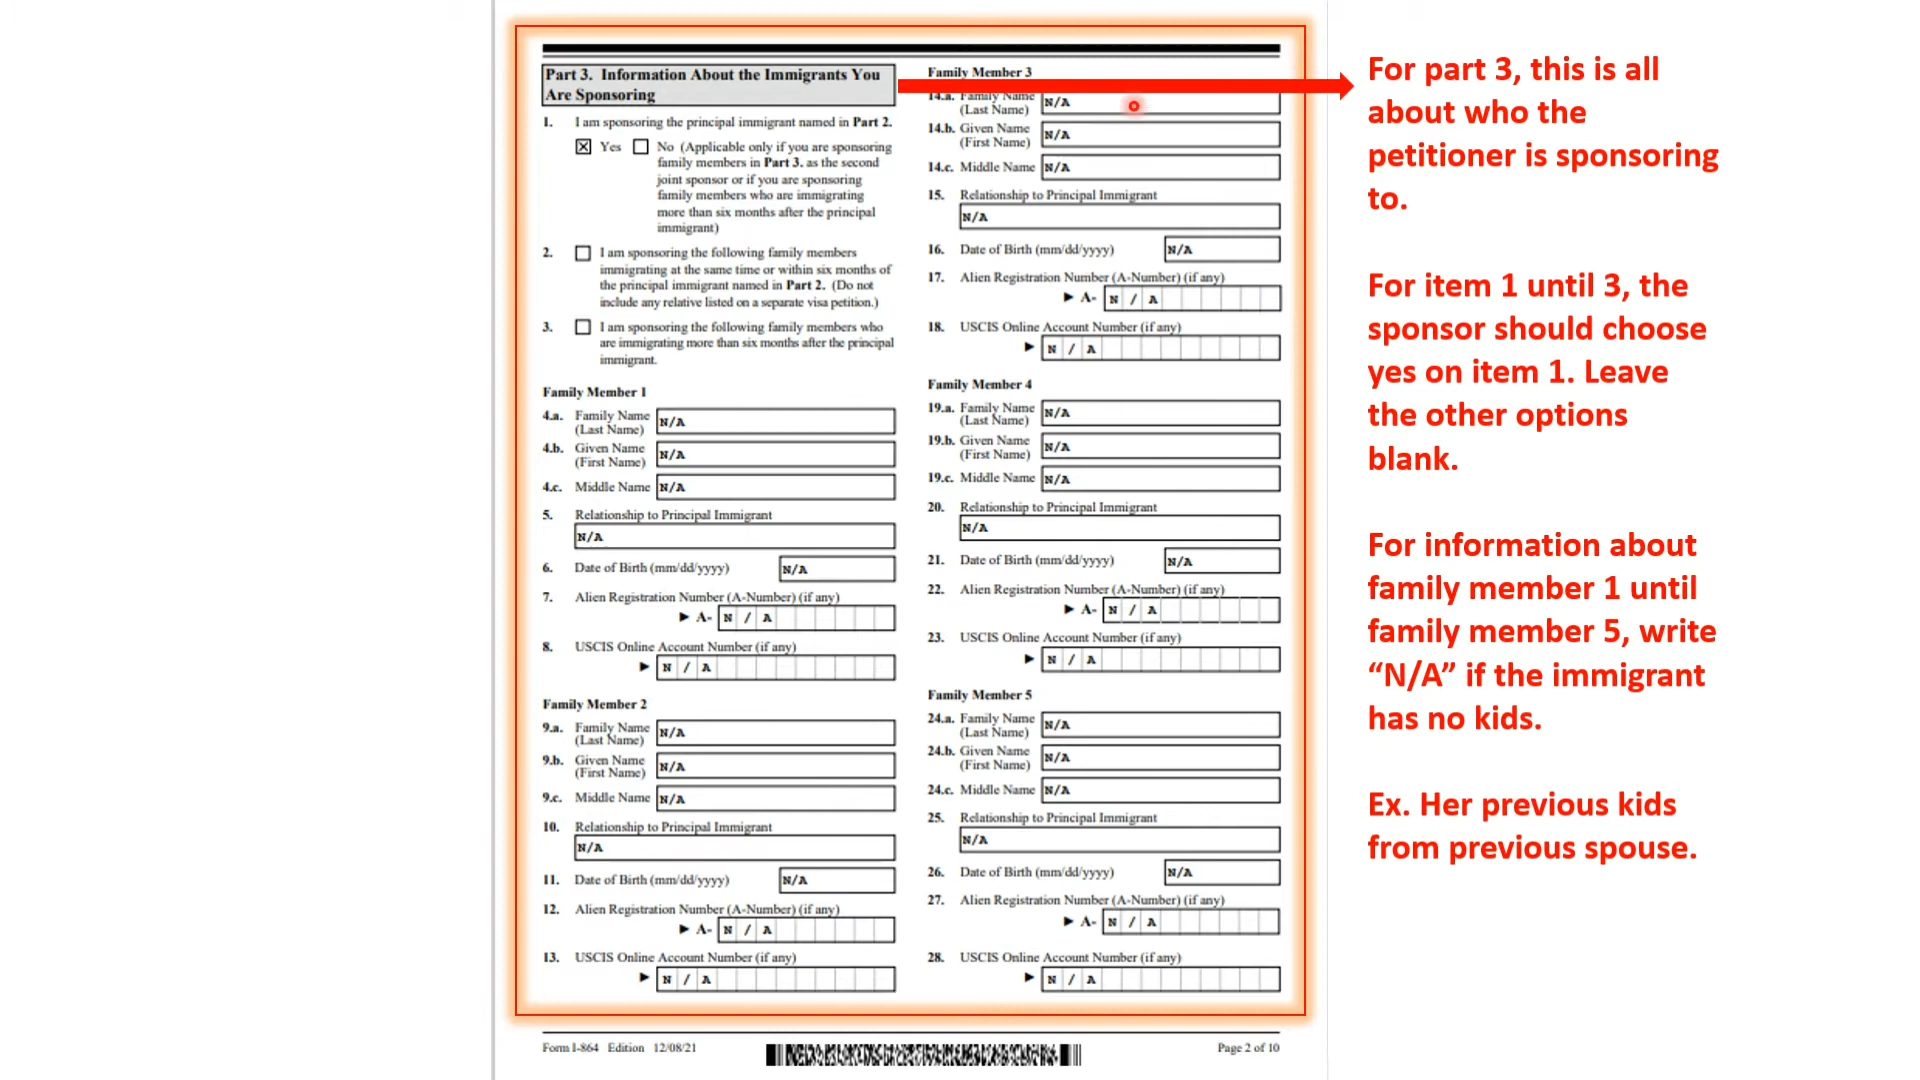 Part 3. Information About the Immigrants You
Are Sponsoring
1. I am sponsoring the principal immigrant named in Part 2.
Yes No (Applicable only if you are sponsoring
family members in Part 3. as the second
joint sponsor or if you are sponsoring
family members who are immigrating
more than six months after the principal
immigrant)
2. I am sponsoring the following family members
immigrating at the same time or within six months of
the principal immigrant named in Part 2. (Do not
include any relative listed on a separate visa petition.)
3. I am sponsoring the following family members who
are immigrating more than six months after the principal
immigrant.
Family Member 1
4.a. Family Name
(Last Name) N/A
4.b. Given Name
(First Name) N/A
4.c. Middle Name N/A
5. Relationship to Principal Immigrant
N/A
6. Date of Birth (mm/dd/yyyy) N/A
7. Alien Registration Number (A-Number) (if any)
A- N / A
8. USCIS Online Account Number (if any)
N / A
Family Member 2
9.a. Family Name
(Last Name) N/A
9.b. Given Name
(First Name) N/A
9.c. Middle Name N/A
10. Relationship to Principal Immigrant
N/A
11. Date of Birth (mm/dd/yyyy) N/A
12. Alien Registration Number (A-Number) (if any)
A- N / A
13. USCIS Online Account Number (if any)
N / A
Family Member 3
14.a. Family Name
(Last Name) N/A
14.b. Given Name
(First Name) N/A
14.c. Middle Name N/A
15. Relationship to Principal Immigrant
N/A
16. Date of Birth (mm/dd/yyyy) N/A
17. Alien Registration Number (A-Number) (if any)
A- N / A
18. USCIS Online Account Number (if any)
N / A
Family Member 4
19.a. Family Name
(Last Name) N/A
19.b. Given Name
(First Name) N/A
19.c. Middle Name N/A
20. Relationship to Principal Immigrant
N/A
21. Date of Birth (mm/dd/yyyy) N/A
22. Alien Registration Number (A-Number) (if any)
A- N / A
23. USCIS Online Account Number (if any)
N / A
Family Member 5
24.a. Family Name
(Last Name) N/A
24.b. Given Name
(First Name) N/A
24.c. Middle Name N/A
25. Relationship to Principal Immigrant
N/A
26. Date of Birth (mm/dd/yyyy) N/A
27. Alien Registration Number (A-Number) (if any)
A- N / A
28. USCIS Online Account Number (if any)
N / A
Form I-864 Edition 12/08/21
Page 2 of 10
For part 3, this is all
about who the
petitioner is sponsoring
to.
For item 1 until 3, the
sponsor should choose
yes on item 1. Leave
the other options
blank.
For information about
family member 1 until
family member 5, write
“N/A” if the immigrant
has no kids.
Ex. Her previous kids
from previous spouse.